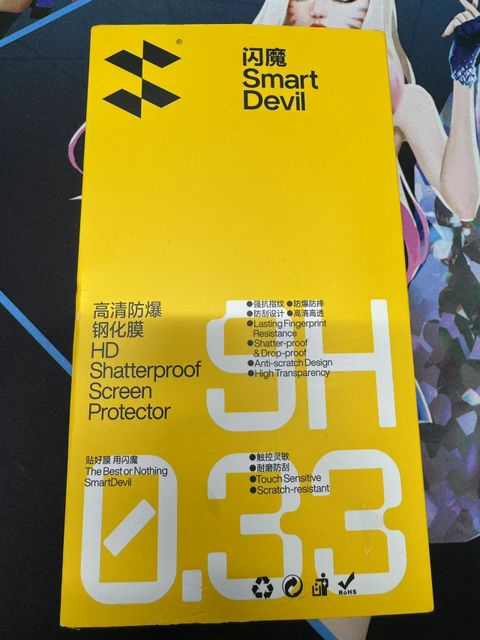 ®
闪魔
Smart
Devil
高清防爆
钢化膜
HD
Shatterproof
Screen
Protector
9H
●强抗指纹 ●防爆防摔
●防刮设计 ●高清高透
●Lasting Fingerprint
Resistance
●Shatter-proof
& Drop-proof
●Anti-scratch Design
●High Transparency
贴好膜 用闪魔
The Best or Nothing
SmartDevil
●触控灵敏
●耐磨防刮
●Touch Sensitive
●Scratch-resistant
0.33
RoHS